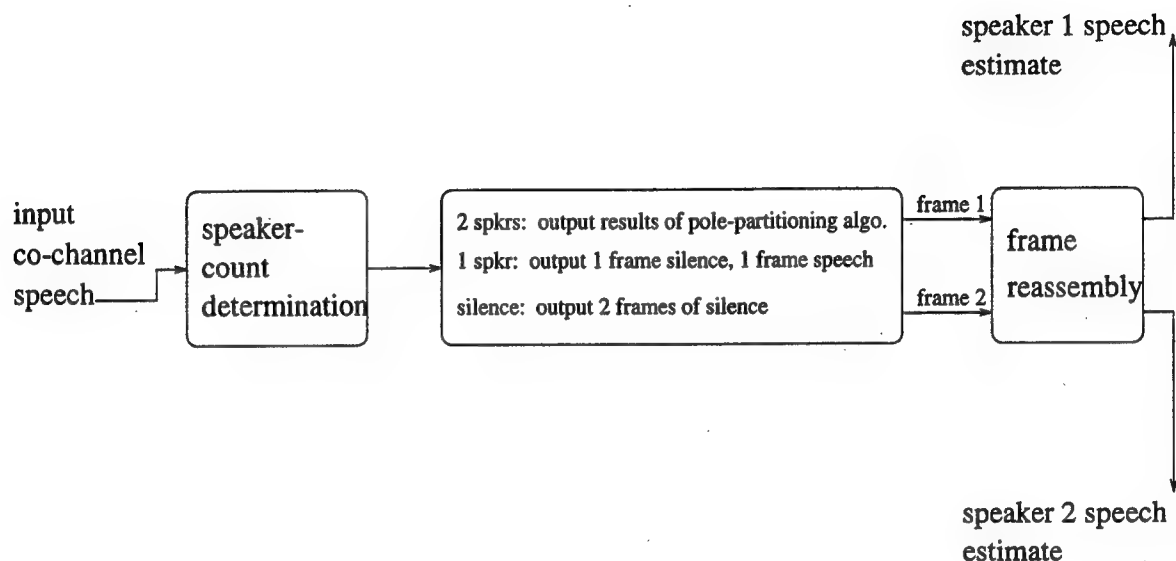 speaker 1 speech
estimate
input
co-channel
speech
speaker-
count
determination
2 spkrs: output results of pole-partitioning algo.
1 spkr: output 1 frame silence, 1 frame speech
silence: output 2 frames of silence
frame 1
frame 2
frame
reassembly
speaker 2 speech
estimate